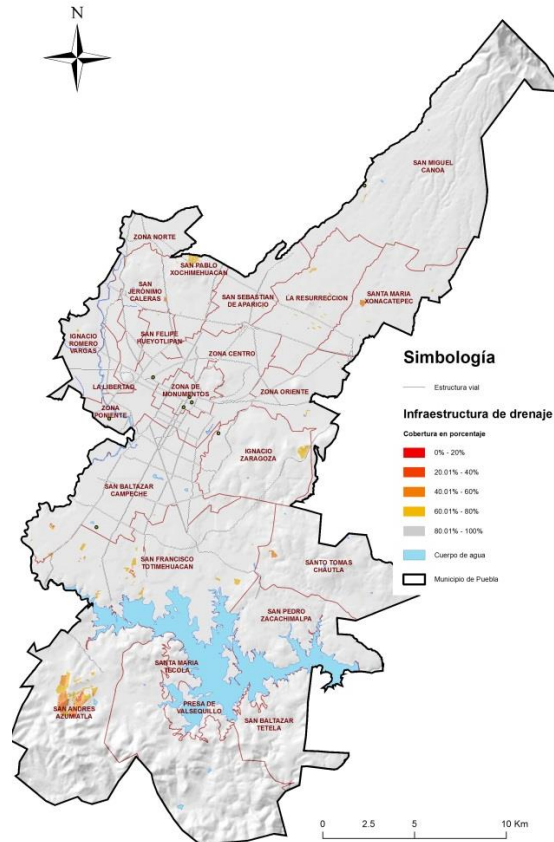 N
SAN MIGUEL
CANOA
ZONA NORTE
SAN PABLO
XOCHIMEHUACAN
SAN
JERÓNIMO
CALERAS
SAN SEBASTIAN
DE APARICIO
LA RESURRECCION
SANTA MARIA
XONACATEPEC
IGNACIO
ROMERO
VARGAS
SAN FELIPE
HUEYOTLIPAN
ZONA CENTRO
LA LIBERTAD
ZONA DE
MONUMENTOS
ZONA ORIENTE
ZONA
PONIENTE
IGNACIO
ZARAGOZA
SAN BALTAZAR
CAMPECHE
SAN FRANCISCO
TOTIMEHUACAN
SANTO TOMAS
CHAUTLA
SAN PEDRO
ZACACHIMALPA
SANTA MARIA
TECOLA
PRESA DE
VALSEQUILLO
SAN ANDRES
AZUMIATLA
SAN BALTAZAR
TETELA
Simbología
Estructura vial
Infraestructura de drenaje
Cobertura en porcentaje
0% - 20%
20.01% - 40%
40.01% - 60%
60.01% - 80%
80.01% - 100%
Cuerpo de agua
Municipio de Puebla
0 2.5 5 10 Km